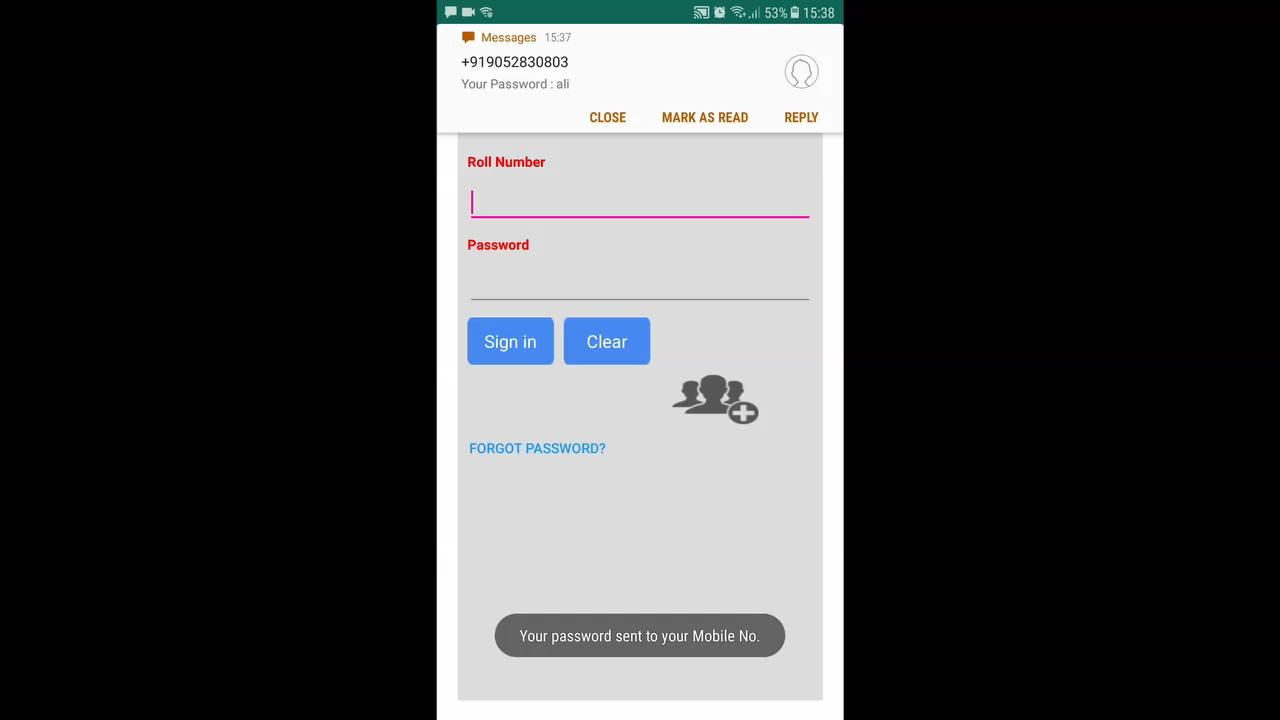 53% 15:38
Messages 15:37
+919052830803
Your Password : ali
CLOSE MARK AS READ REPLY
Roll Number
Password
Sign in Clear
FORGOT PASSWORD?
Your password sent to your Mobile No.